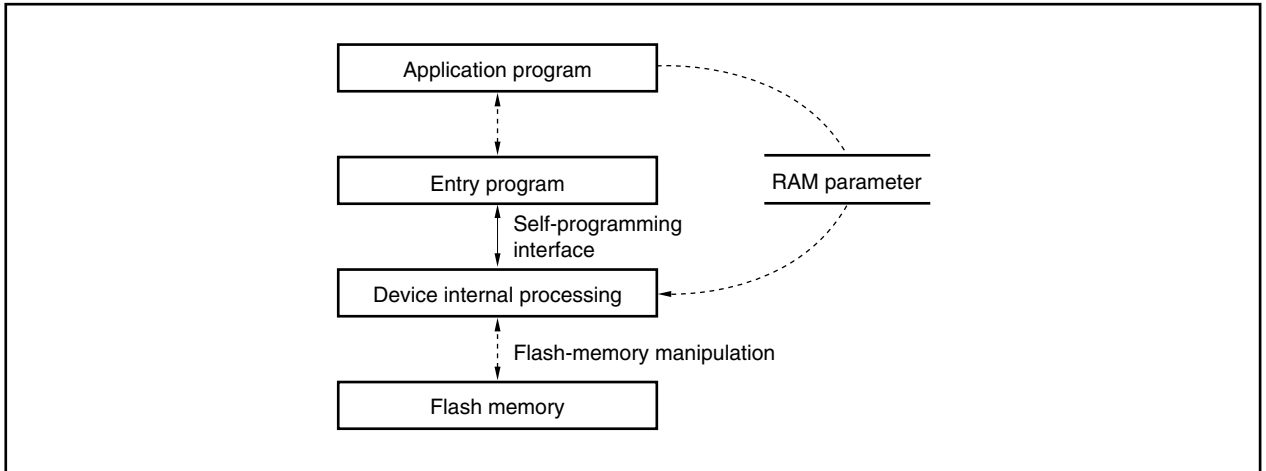 Application program
Entry program
RAM parameter
Self-programming
interface
Device internal processing
Flash-memory manipulation
Flash memory